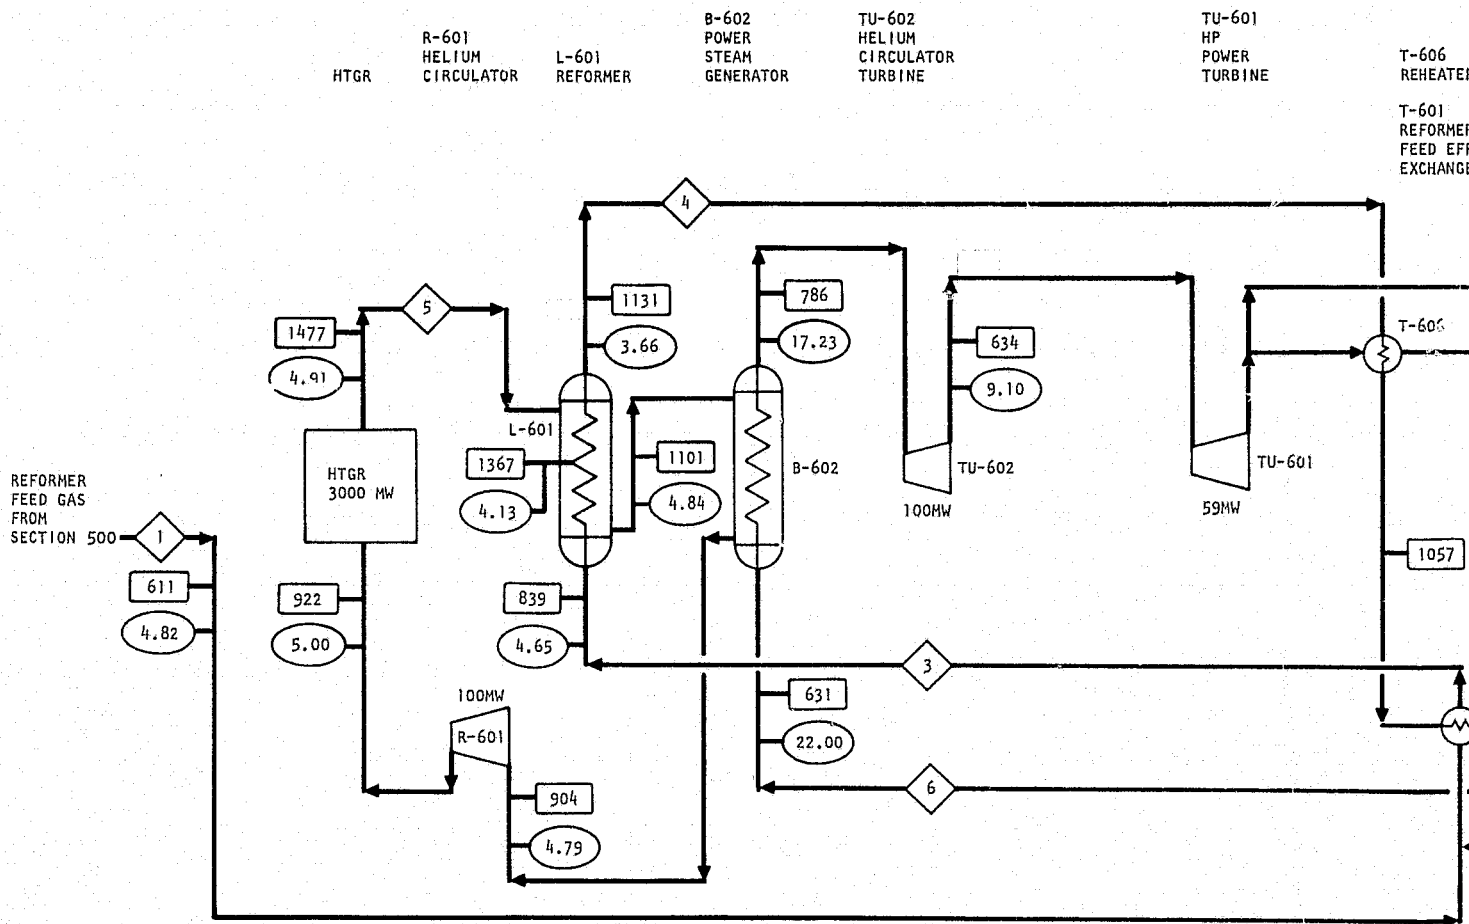 HTGR
R-601
HELIUM
CIRCULATOR
L-601
REFORMER
B-602
POWER
STEAM
GENERATOR
TU-602
HELIUM
CIRCULATOR
TURBINE
TU-601
HP
POWER
TURBINE
T-606
REHEATER
T-601
REFORMER
FEED EFF
EXCHANGE
4
5
1477
4.91
1131
3.66
786
17.23
634
9.10
T-606
L-601
1367
4.13
1101
4.84
B-602
TU-602
100MW
TU-601
59MW
HTGR
3000 MW
REFORMER
FEED GAS
FROM
SECTION 500
1
611
4.82
922
5.00
839
4.65
1057
3
631
22.00
100MW
R-601
904
4.79
6